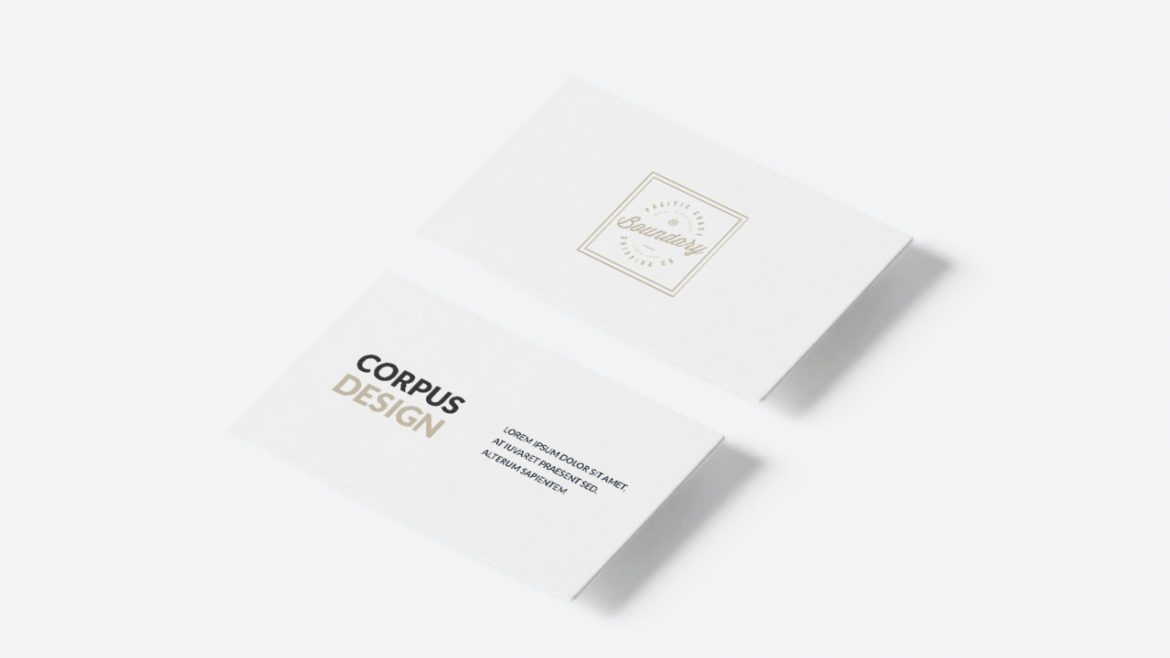 PACIFIC COAST
Boundary
SHIPPING Co
CORPUS
DESIGN
LOREM IPSUM DOLOR SIT AMET,
AT IUVARET PRAESENT SED.
ALTERUM SAPIENTEM